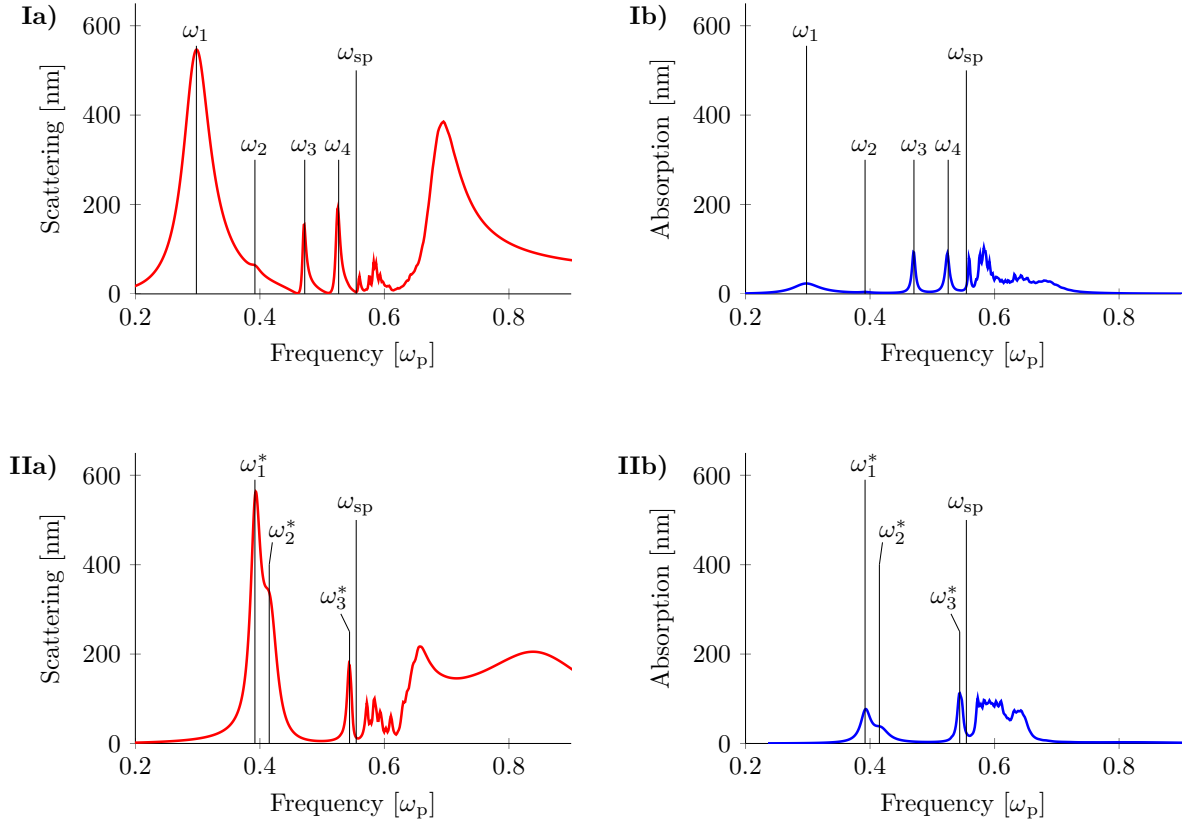 Ia)
Scattering [nm]
600
400
200
0
ω₁
ω₂
ω₃
ω₄
ωsp
0.2 0.4 0.6 0.8
Frequency [ωp]
Ib)
Absorption [nm]
600
400
200
0
ω₁
ω₂
ω₃
ω₄
ωsp
0.2 0.4 0.6 0.8
Frequency [ωp]
IIa)
Scattering [nm]
600
400
200
0
ω₁*
ω₂*
ω₃*
ωsp
0.2 0.4 0.6 0.8
Frequency [ωp]
IIb)
Absorption [nm]
600
400
200
0
ω₁*
ω₂*
ω₃*
ωsp
0.2 0.4 0.6 0.8
Frequency [ωp]